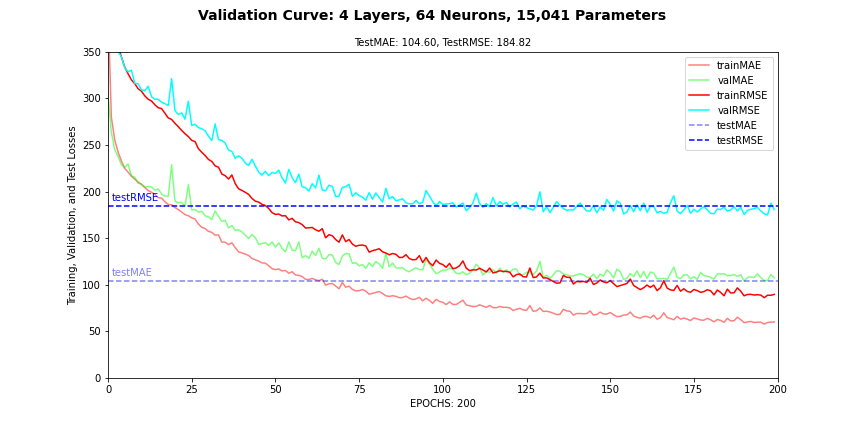 Validation Curve: 4 Layers, 64 Neurons, 15,041 Parameters
TestMAE: 104.60, TestRMSE: 184.82
Training, Validation, and Test Losses
350
300
250
200
150
100
50
0
testRMSE
testMAE
trainMAE
valMAE
trainRMSE
valRMSE
testMAE
testRMSE
0 25 50 75 100 125 150 175 200
EPOCHS: 200